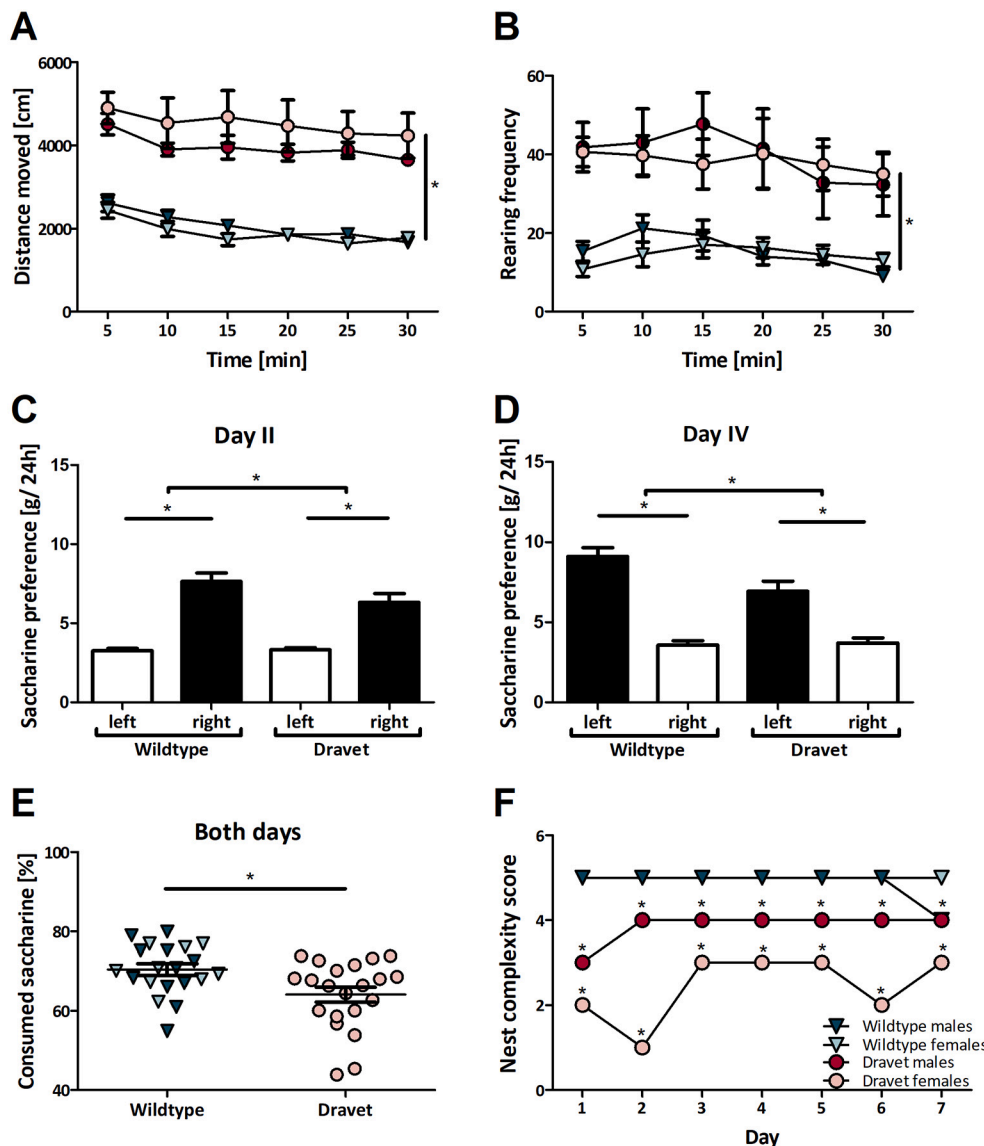 A
6000
4000
2000
0
Distance moved [cm]
5 10 15 20 25 30
Time [min]
*
B
60
40
20
0
Rearing frequency
5 10 15 20 25 30
Time [min]
*
C
Day II
15
10
5
0
Saccharine preference [g/ 24h]
*
* *
left right left right
Wildtype Dravet
D
Day IV
15
10
5
0
Saccharine preference [g/ 24h]
*
* *
left right left right
Wildtype Dravet
E
Both days
100
80
60
40
Consumed saccharine [%]
*
Wildtype Dravet
F
6
4
2
0
Nest complexity score
* * * * * *
* * * * * *
* *
Wildtype males
Wildtype females
Dravet males
Dravet females
1 2 3 4 5 6 7
Day